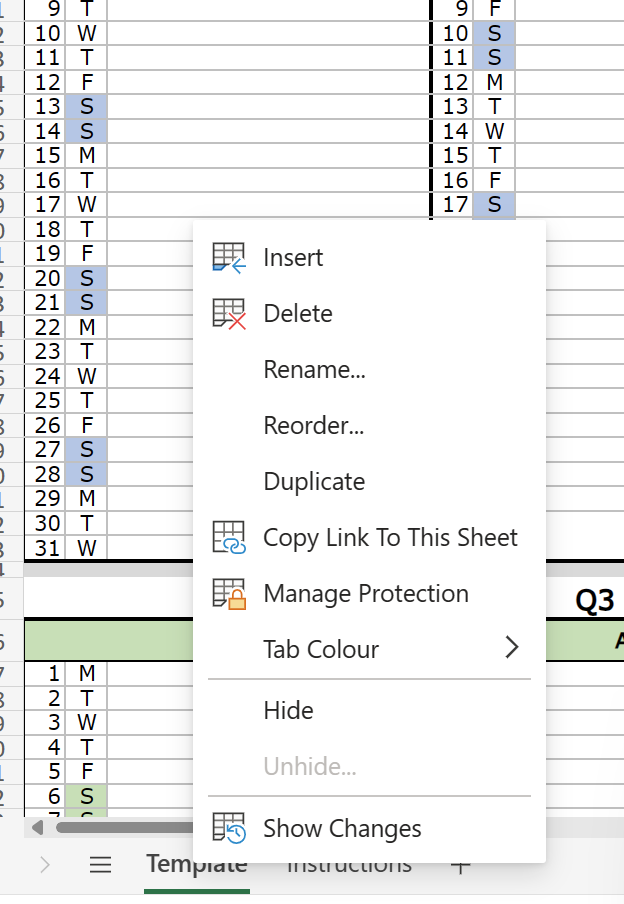 9 T 9 F
10 W 10 S
11 T 11 S
12 F 12 M
13 S 13 T
14 S 14 W
15 M 15 T
16 T 16 F
17 W 17 S
18 T
19 F
20 S
21 S
22 M
23 T
24 W
25 T
26 F
27 S
28 S
29 M
30 T
31 W
Insert
Delete
Rename...
Reorder...
Duplicate
Copy Link To This Sheet
Manage Protection
Tab Colour
Hide
Unhide...
Show Changes
Q3
1 M
2 T
3 W
4 T
5 F
6 S
Template Instructions +